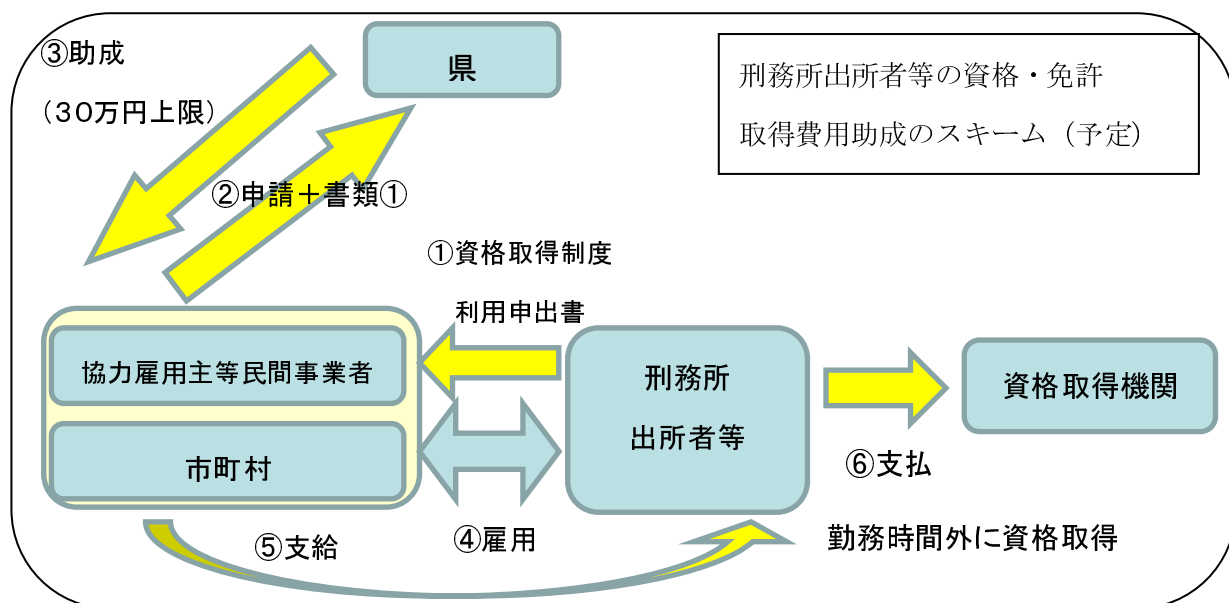 ③助成
（３０万円上限）
県
刑務所出所者等の資格・免許
取得費用助成のスキーム（予定）
②申請＋書類①
①資格取得制度
利用申出書
協力雇用主等民間事業者
市町村
刑務所
出所者等
資格取得機関
⑥支払
⑤支給
④雇用
勤務時間外に資格取得